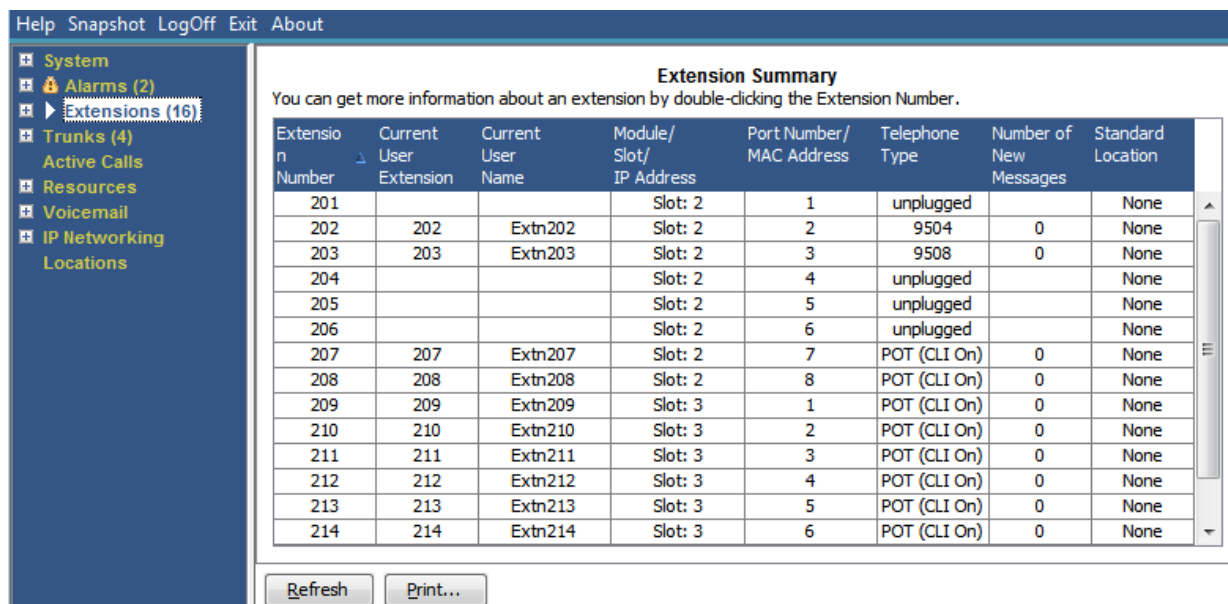 Help Snapshot LogOff Exit About
System
Alarms (2)
Extensions (16)
Trunks (4)
Active Calls
Resources
Voicemail
IP Networking
Locations
Extension Summary
You can get more information about an extension by double-clicking the Extension Number.
Extensio Current Current Module/ Port Number/ Telephone Number of Standard
n User User Slot/ MAC Address Type New Location
Number Extension Name IP Address Messages
201 Slot: 2 1 unplugged None
202 202 Extn202 Slot: 2 2 9504 0 None
203 203 Extn203 Slot: 2 3 9508 0 None
204 Slot: 2 4 unplugged None
205 Slot: 2 5 unplugged None
206 Slot: 2 6 unplugged None
207 207 Extn207 Slot: 2 7 POT (CLI On) 0 None
208 208 Extn208 Slot: 2 8 POT (CLI On) 0 None
209 209 Extn209 Slot: 3 1 POT (CLI On) 0 None
210 210 Extn210 Slot: 3 2 POT (CLI On) 0 None
211 211 Extn211 Slot: 3 3 POT (CLI On) 0 None
212 212 Extn212 Slot: 3 4 POT (CLI On) 0 None
213 213 Extn213 Slot: 3 5 POT (CLI On) 0 None
214 214 Extn214 Slot: 3 6 POT (CLI On) 0 None
Refresh Print...